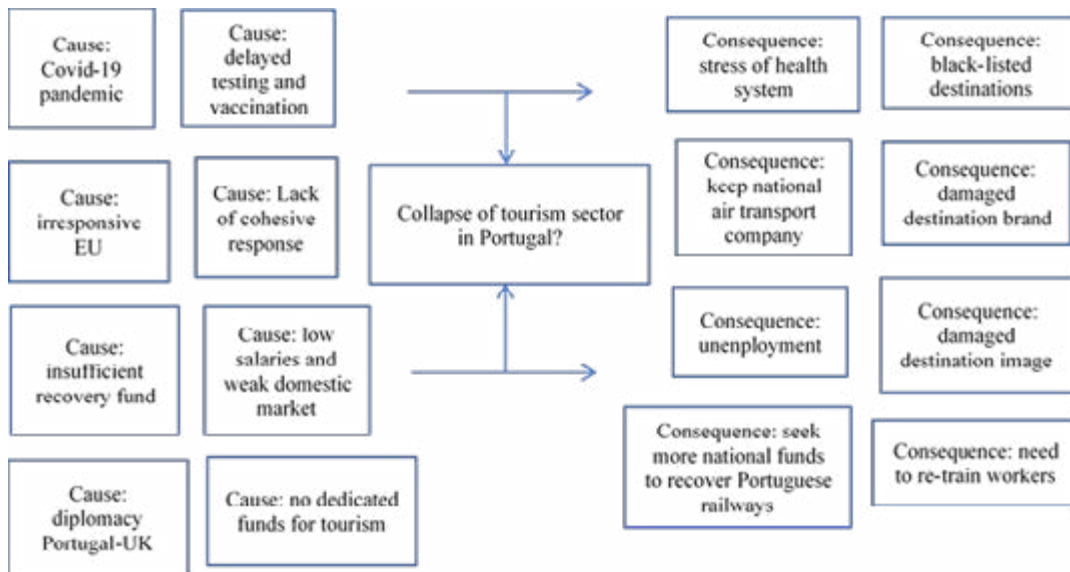 Cause:
Covid-19
pandemic
Cause:
delayed
testing and
vaccination
Consequence:
stress of health
system
Consequence:
black-listed
destinations
Cause:
irresponsive
EU
Cause: Lack
of cohesive
response
Collapse of tourism sector
in Portugal?
Consequence:
keep national
air transport
company
Consequence:
damaged
destination brand
Cause:
insufficient
recovery fund
Cause: low
salaries and
weak domestic
market
Consequence:
unenployment
Consequence:
damaged
destination image
Cause:
diplomacy
Portugal-UK
Cause: no dedicated
funds for tourism
Consequence: seek
more national funds
to recover Portuguese
railways
Consequence: need
to re-train workers